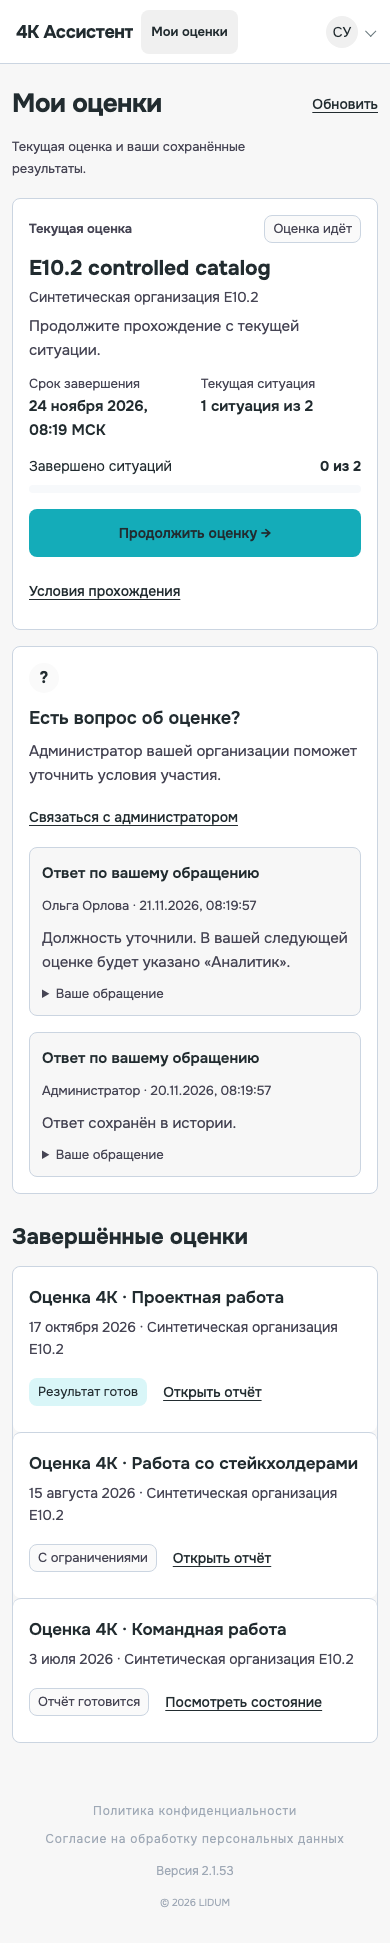 4К Ассистент
Мои оценки
СУ
Мои оценки
Обновить
Текущая оценка и ваши сохранённые
результаты.
Текущая оценка
Оценка идёт
E10.2 controlled catalog
Синтетическая организация E10.2
Продолжите прохождение с текущей
ситуации.
Срок завершения
Текущая ситуация
24 ноября 2026,
08:19 МСК
1 ситуация из 2
Завершено ситуаций
0 из 2
Продолжить оценку →
Условия прохождения
?
Есть вопрос об оценке?
Администратор вашей организации поможет
уточнить условия участия.
Связаться с администратором
Ответ по вашему обращению
Ольга Орлова · 21.11.2026, 08:19:57
Должность уточнили. В вашей следующей
оценке будет указано «Аналитик».
▶ Ваше обращение
Ответ по вашему обращению
Администратор · 20.11.2026, 08:19:57
Ответ сохранён в истории.
▶ Ваше обращение
Завершённые оценки
Оценка 4К · Проектная работа
17 октября 2026 · Синтетическая организация
E10.2
Результат готов
Открыть отчёт
Оценка 4К · Работа со стейкхолдерами
15 августа 2026 · Синтетическая организация
E10.2
С ограничениями
Открыть отчёт
Оценка 4К · Командная работа
3 июля 2026 · Синтетическая организация E10.2
Отчёт готовится
Посмотреть состояние
Политика конфиденциальности
Согласие на обработку персональных данных
Версия 2.1.53
© 2026 LIDUM